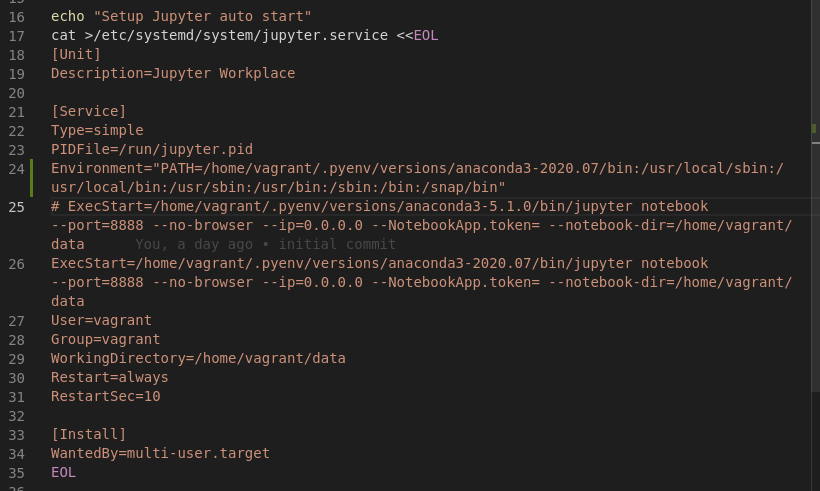 16 echo "Setup Jupyter auto start"
17 cat >/etc/systemd/system/jupyter.service <<EOL
18 [Unit]
19 Description=Jupyter Workplace
20
21 [Service]
22 Type=simple
23 PIDFile=/run/jupyter.pid
24 Environment="PATH=/home/vagrant/.pyenv/versions/anaconda3-2020.07/bin:/usr/local/sbin:/
usr/local/bin:/usr/sbin:/usr/bin:/sbin:/bin:/snap/bin"
25 # ExecStart=/home/vagrant/.pyenv/versions/anaconda3-5.1.0/bin/jupyter notebook
--port=8888 --no-browser --ip=0.0.0.0 --NotebookApp.token= --notebook-dir=/home/vagrant/
data You, a day ago • initial commit
26 ExecStart=/home/vagrant/.pyenv/versions/anaconda3-2020.07/bin/jupyter notebook
--port=8888 --no-browser --ip=0.0.0.0 --NotebookApp.token= --notebook-dir=/home/vagrant/
data
27 User=vagrant
28 Group=vagrant
29 WorkingDirectory=/home/vagrant/data
30 Restart=always
31 RestartSec=10
32
33 [Install]
34 WantedBy=multi-user.target
35 EOL